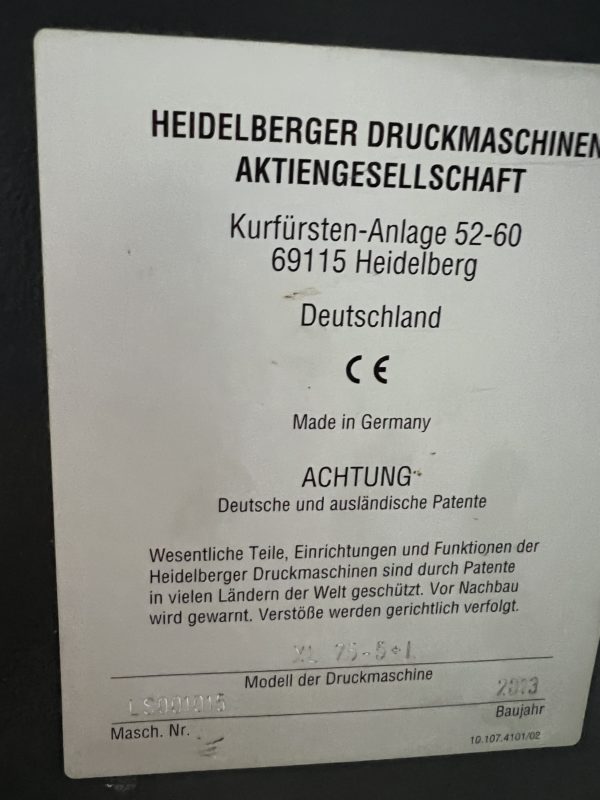 HEIDELBERGER DRUCKMASCHINEN
AKTIENGESELLSCHAFT
Kurfürsten-Anlage 52-60
69115 Heidelberg
Deutschland
CE
Made in Germany
ACHTUNG
Deutsche und ausländische Patente
Wesentliche Teile, Einrichtungen und Funktionen der
Heidelberger Druckmaschinen sind durch Patente
in vielen Ländern der Welt geschützt. Vor Nachbau
wird gewarnt. Verstöße werden gerichtlich verfolgt.
XL 75-5+L
Modell der Druckmaschine
LS001015 2013
Masch. Nr. Baujahr
10.107.4101/02